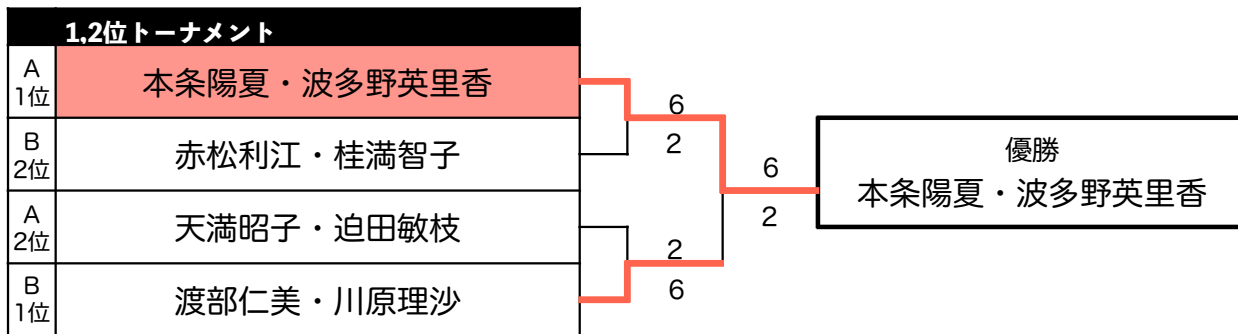 1,2位トーナメント
A
1位
本条陽夏・波多野英里香
B
2位
赤松利江・桂満智子
A
2位
天満昭子・迫田敏枝
B
1位
渡部仁美・川原理沙
6
2
2
6
6
2
優勝
本条陽夏・波多野英里香